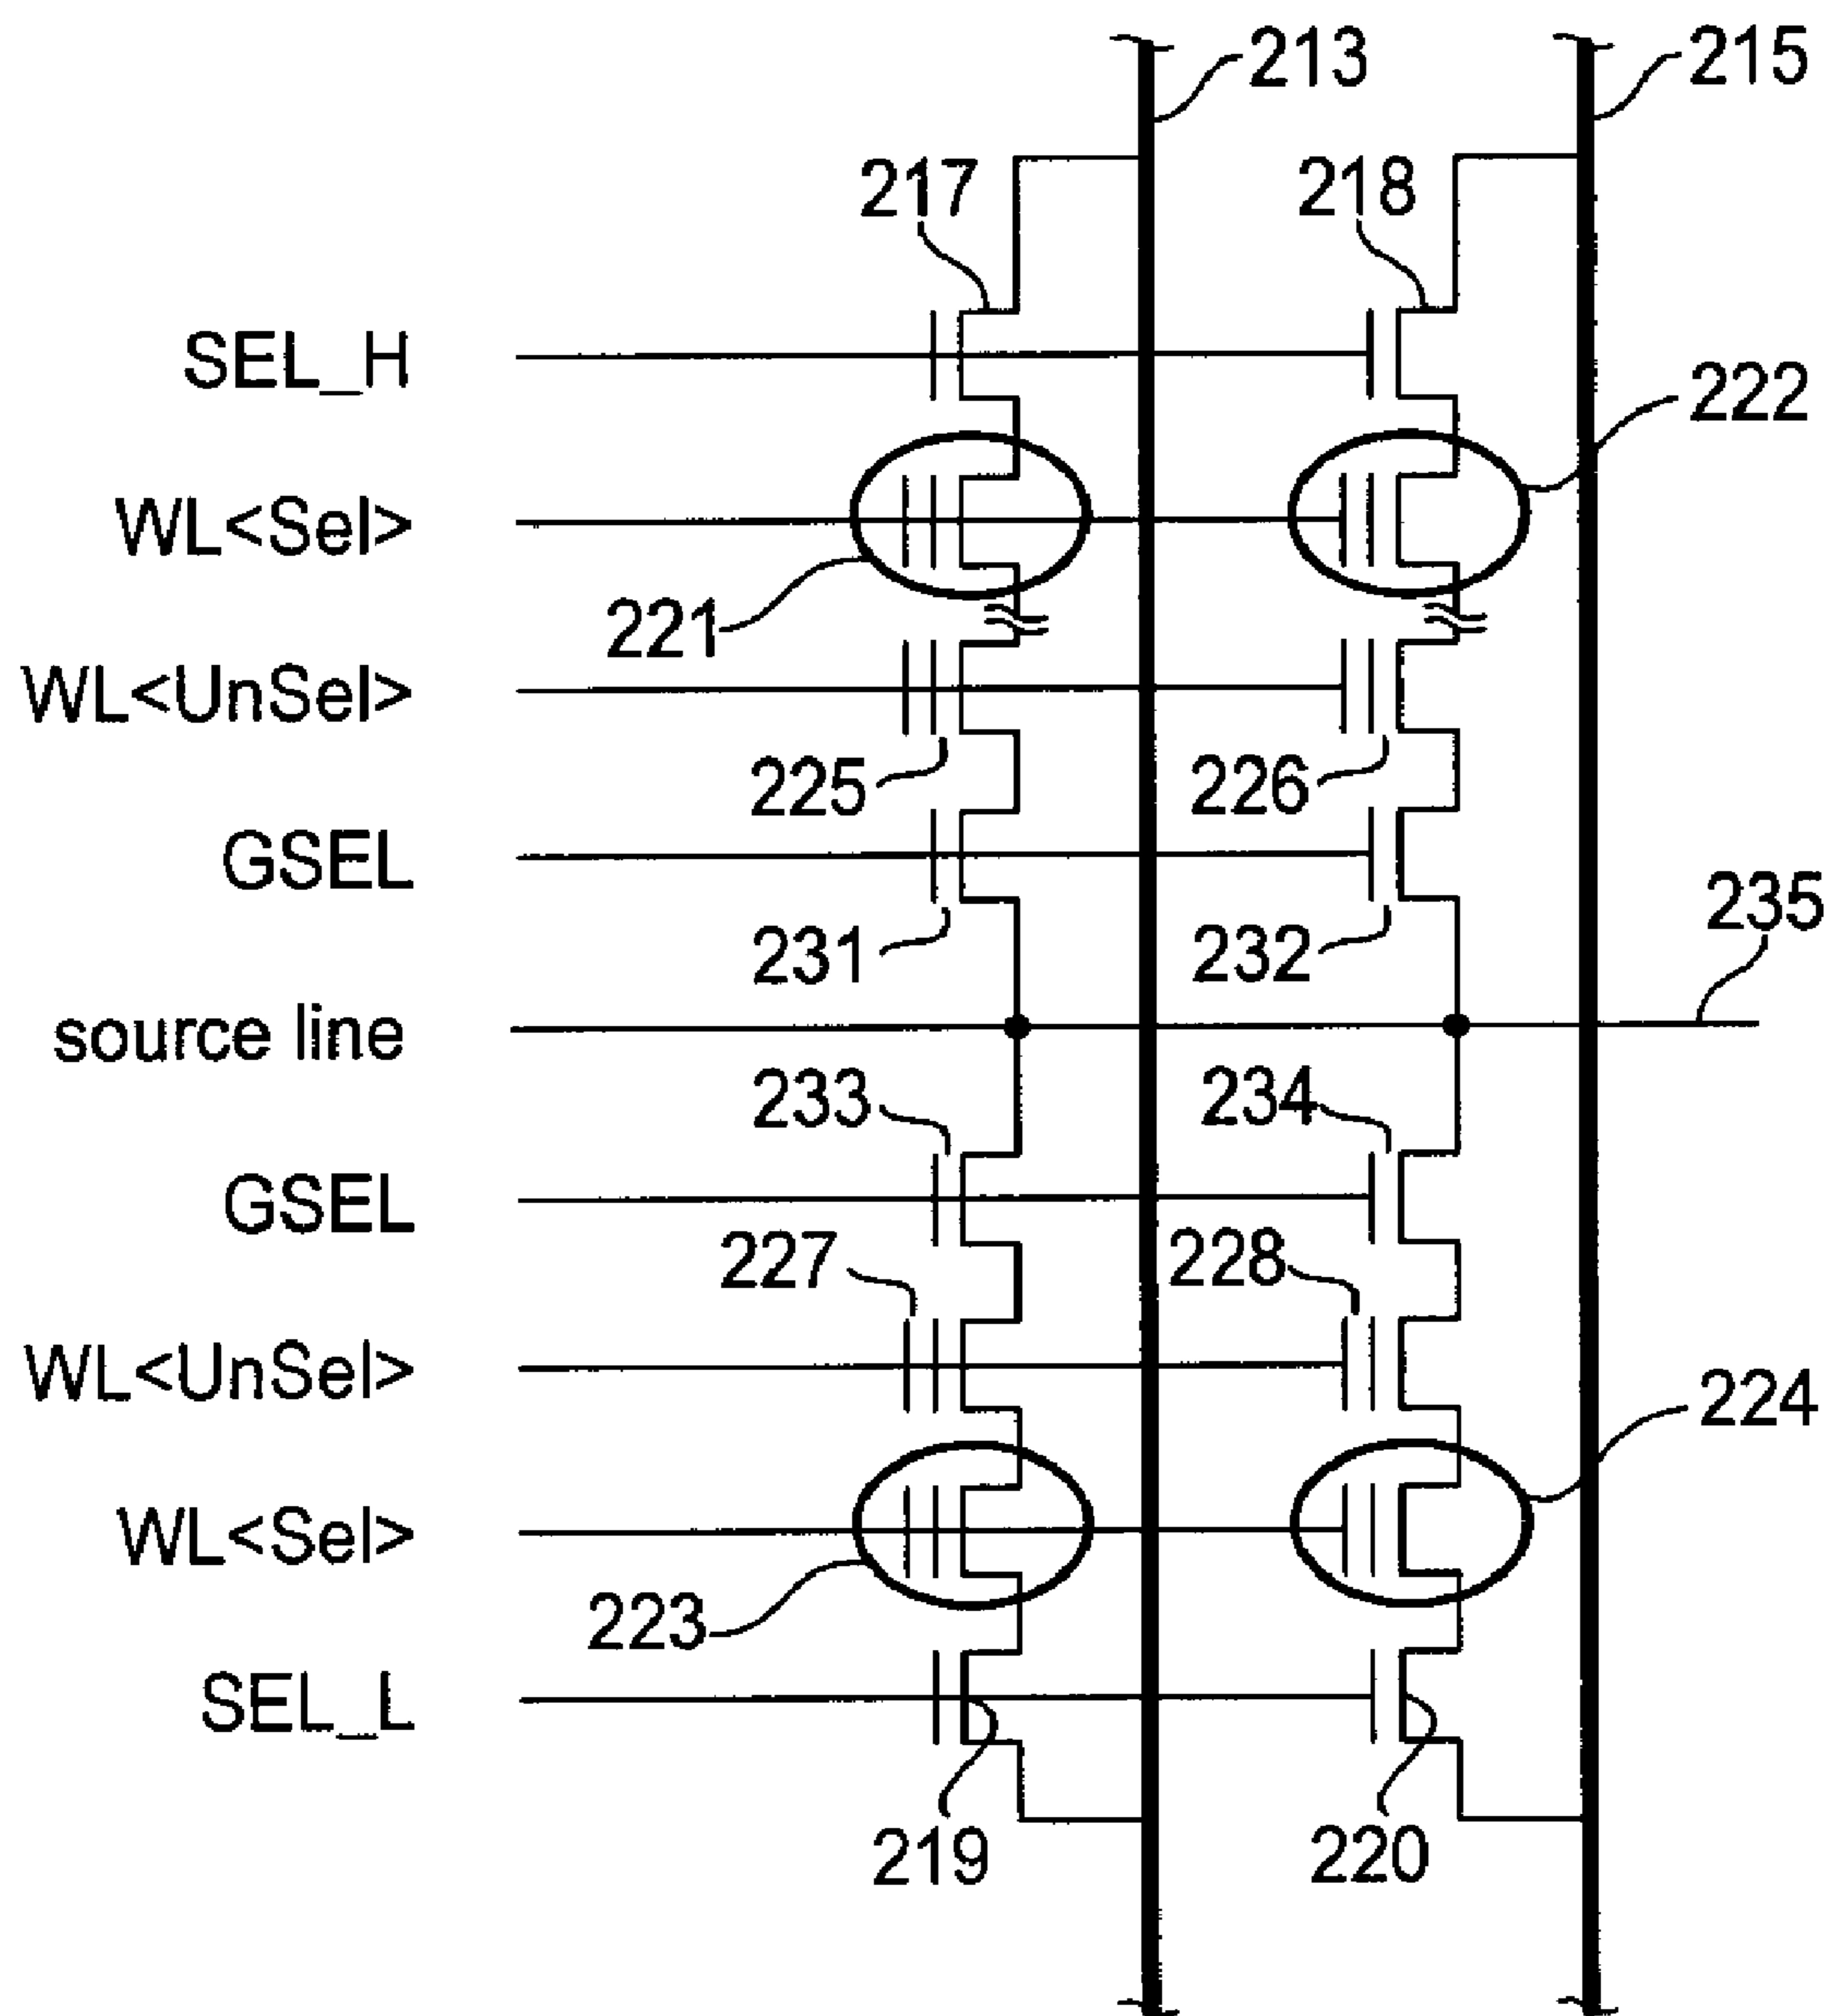 213 215
217 218
SEL_H
222
WL<Sel>
221
WL<UnSel>
225 226
GSEL
235
231 232
source line
233 234
GSEL
227 228
WL<UnSel>
224
WL<Sel>
223
SEL_L
219 220